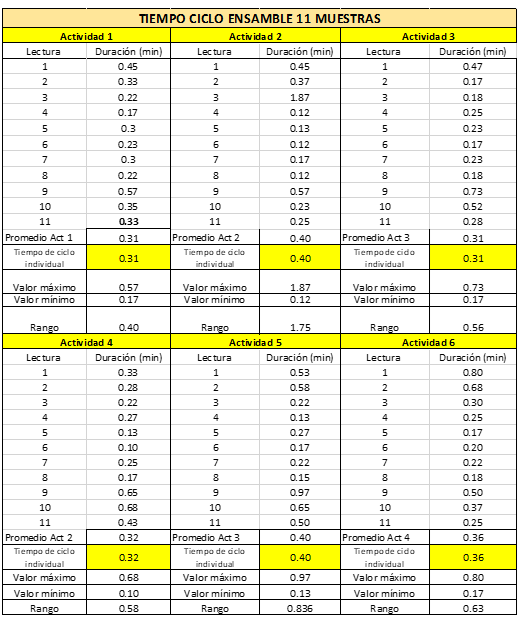 TIEMPO CICLO ENSAMBLE 11 MUESTRAS
Actividad 1 Actividad 2 Actividad 3
Lectura Duración (min) Lectura Duración (min) Lectura Duración (min)
1 0.45 1 0.45 1 0.47
2 0.33 2 0.37 2 0.17
3 0.22 3 1.87 3 0.18
4 0.17 4 0.12 4 0.25
5 0.3 5 0.13 5 0.23
6 0.23 6 0.12 6 0.17
7 0.3 7 0.17 7 0.23
8 0.22 8 0.12 8 0.18
9 0.57 9 0.57 9 0.73
10 0.35 10 0.23 10 0.52
11 0.33 11 0.25 11 0.28
Promedio Act 1 0.31 Promedio Act 2 0.40 Promedio Act 3 0.31
Tiempo de ciclo individual 0.31 Tiempo de ciclo individual 0.40 Tiempo de ciclo individual 0.31
Valor máximo 0.57 Valor máximo 1.87 Valor máximo 0.73
Valor mínimo 0.17 Valor mínimo 0.12 Valor mínimo 0.17
Rango 0.40 Rango 1.75 Rango 0.56
Actividad 4 Actividad 5 Actividad 6
Lectura Duración (min) Lectura Duración (min) Lectura Duración (min)
1 0.33 1 0.53 1 0.80
2 0.28 2 0.58 2 0.68
3 0.22 3 0.22 3 0.30
4 0.27 4 0.13 4 0.25
5 0.13 5 0.27 5 0.17
6 0.10 6 0.17 6 0.20
7 0.25 7 0.22 7 0.22
8 0.17 8 0.15 8 0.18
9 0.65 9 0.97 9 0.50
10 0.68 10 0.65 10 0.37
11 0.43 11 0.50 11 0.25
Promedio Act 2 0.32 Promedio Act 3 0.40 Promedio Act 4 0.36
Tiempo de ciclo individual 0.32 Tiempo de ciclo individual 0.40 Tiempo de ciclo individual 0.36
Valor máximo 0.68 Valor máximo 0.97 Valor máximo 0.80
Valor mínimo 0.10 Valor mínimo 0.13 Valor mínimo 0.17
Rango 0.58 Rango 0.836 Rango 0.63